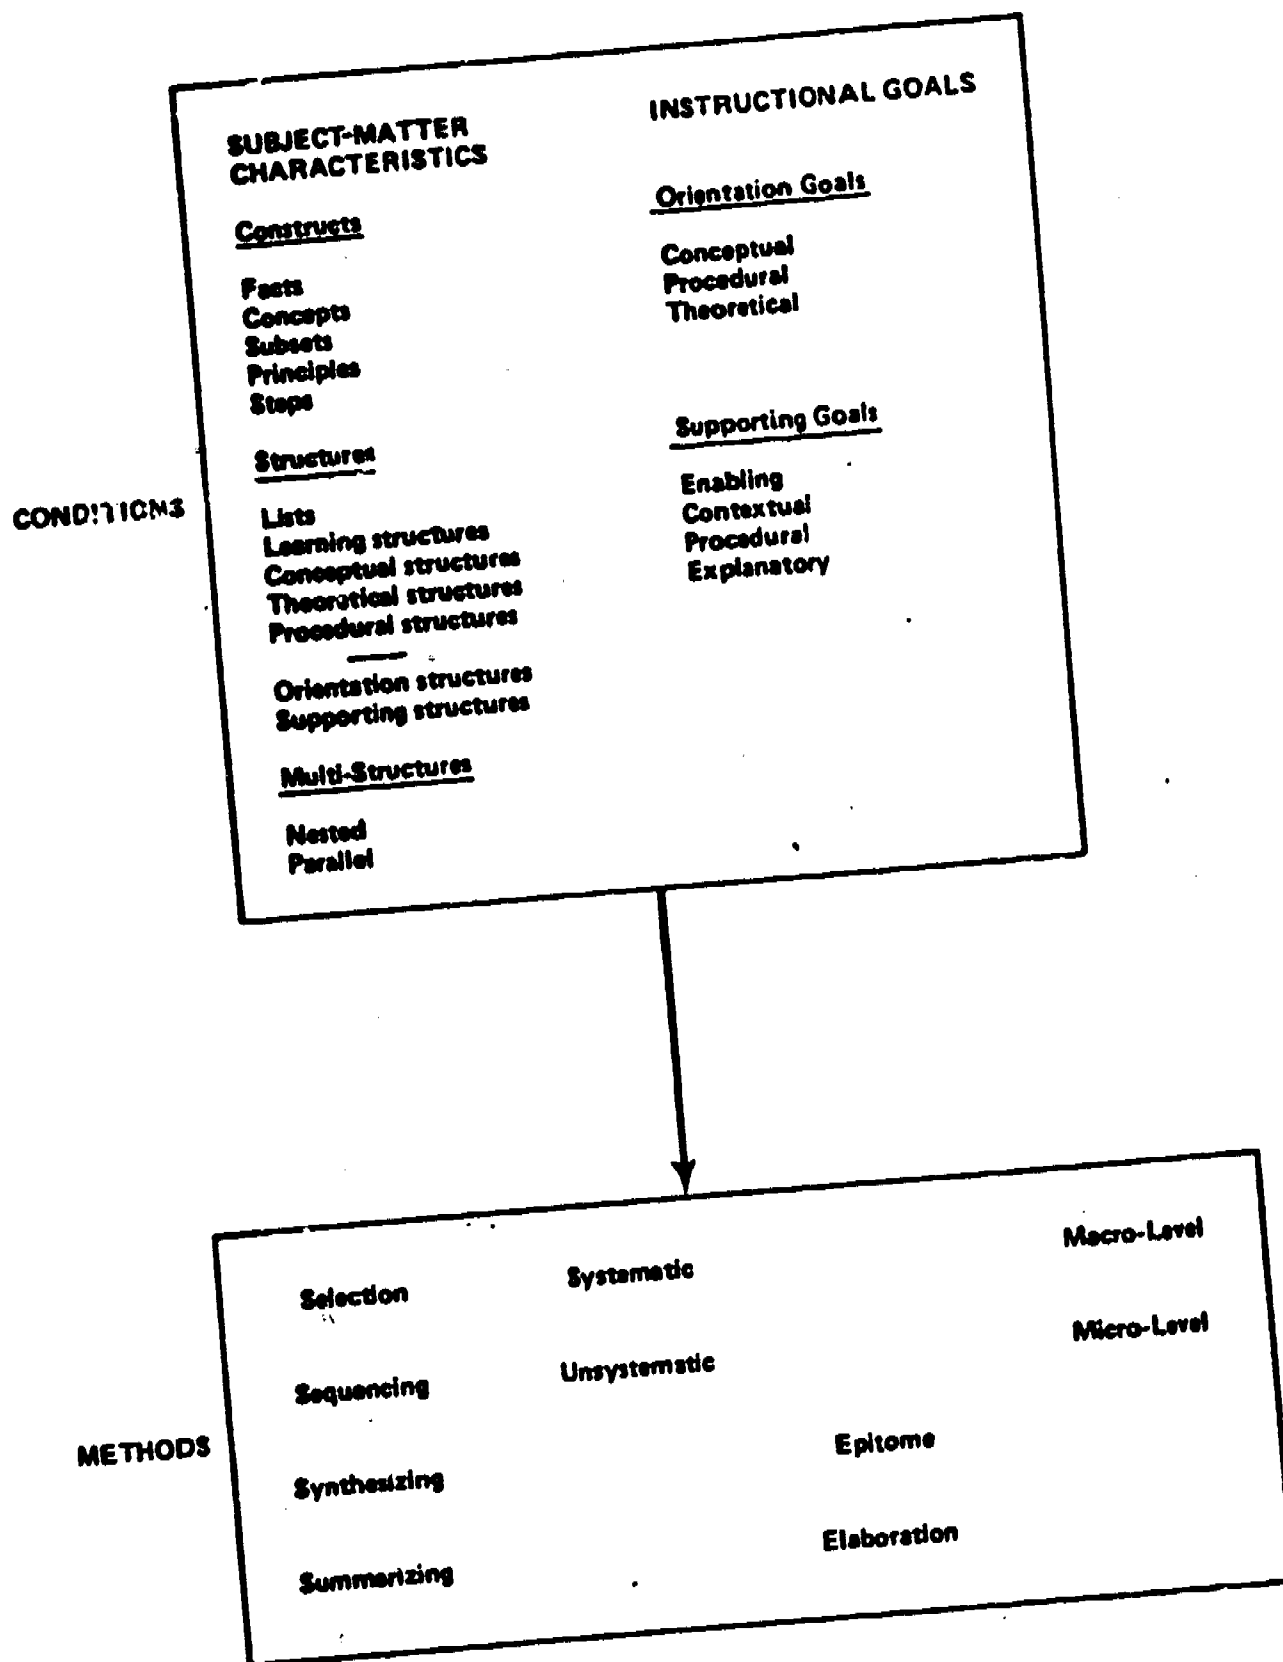 SUBJECT-MATTER
CHARACTERISTICS
Constructs
Facts
Concepts
Subsets
Principles
Steps
Structures
Lists
Learning structures
Conceptual structures
Theoretical structures
Procedural structures
Orientation structures
Supporting structures
Multi-Structures
Nested
Parallel
INSTRUCTIONAL GOALS
Orientation Goals
Conceptual
Procedural
Theoretical
Supporting Goals
Enabling
Contextual
Procedural
Explanatory
CONDITIONS
METHODS
Selection
Sequencing
Synthesizing
Summarizing
Systematic
Unsystematic
Epitome
Elaboration
Macro-Level
Micro-Level